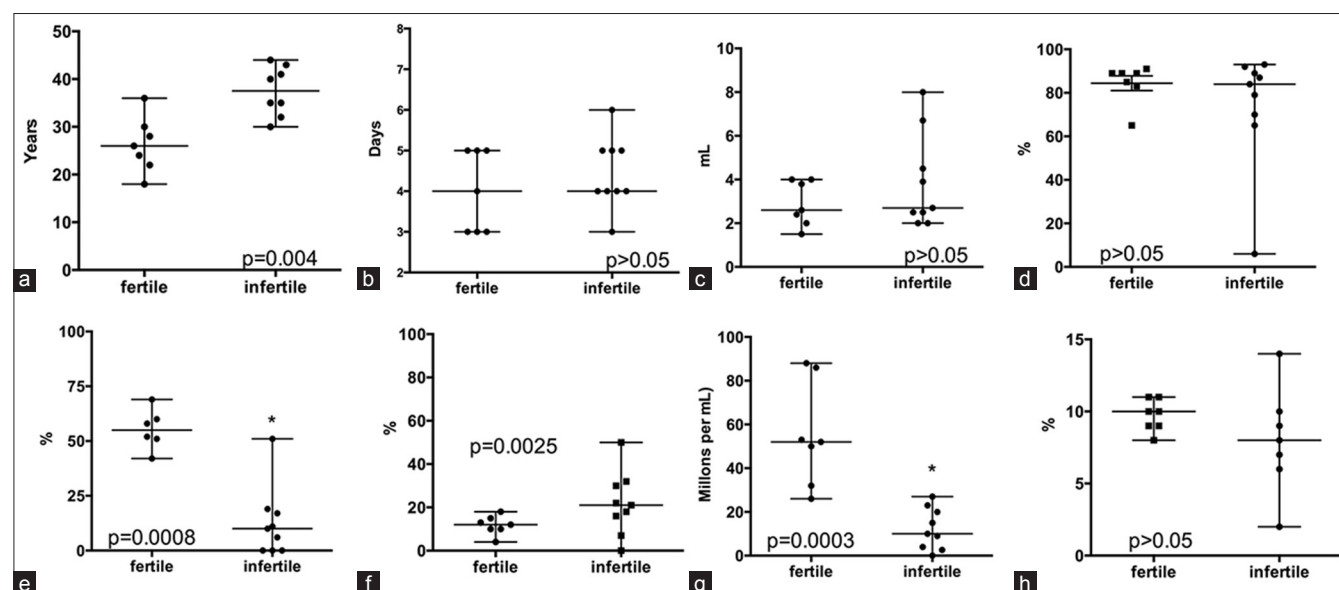 50
40
30
20
10
0
Years
p=0.004
fertile
infertile
a
8
7
6
5
4
3
2
Days
p>0.05
fertile
infertile
b
10
8
6
4
2
0
mL
p>0.05
fertile
infertile
c
100
80
60
40
20
0
%
p>0.05
fertile
infertile
d
100
75
50
25
0
%
*
p=0.0008
fertile
infertile
e
100
80
60
40
20
0
%
p=0.0025
fertile
infertile
f
100
80
60
40
20
0
Millons per mL)
*
p=0.0003
fertile
infertile
g
15
10
5
0
%
p>0.05
fertile
infertile
h